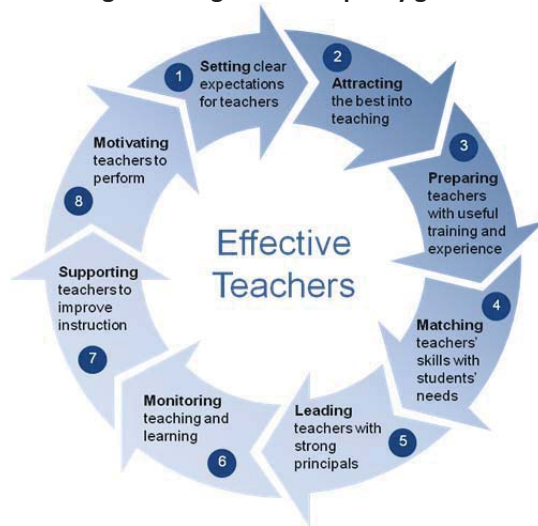 1
Setting clear
expectations
for teachers
2
Attracting
the best into
teaching
3
Preparing
teachers
with useful
training and
experience
4
Matching
teachers'
skills with
students'
needs
5
Leading
teachers with
strong
principals
6
Monitoring
teaching and
learning
7
Supporting
teachers to
improve
instruction
8
Motivating
teachers to
perform
Effective
Teachers